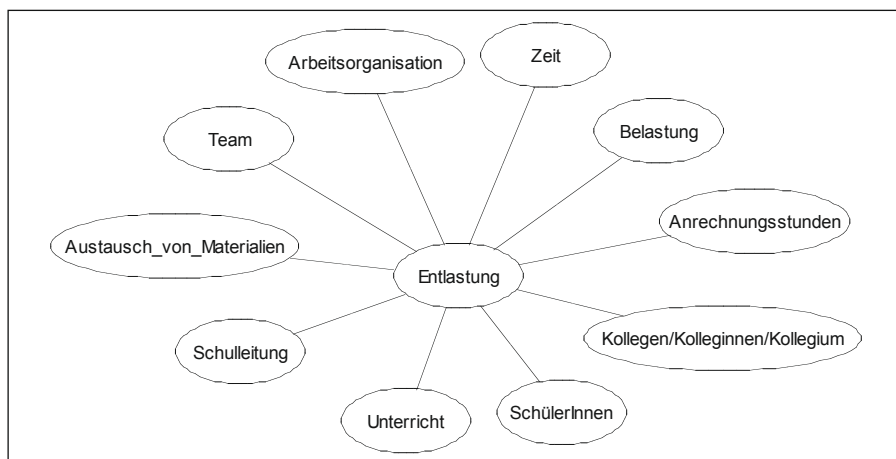 Arbeitsorganisation
Zeit
Team
Belastung
Austausch_von_Materialien
Anrechnungsstunden
Entlastung
Schulleitung
Kollegen/Kolleginnen/Kollegium
Unterricht
SchülerInnen